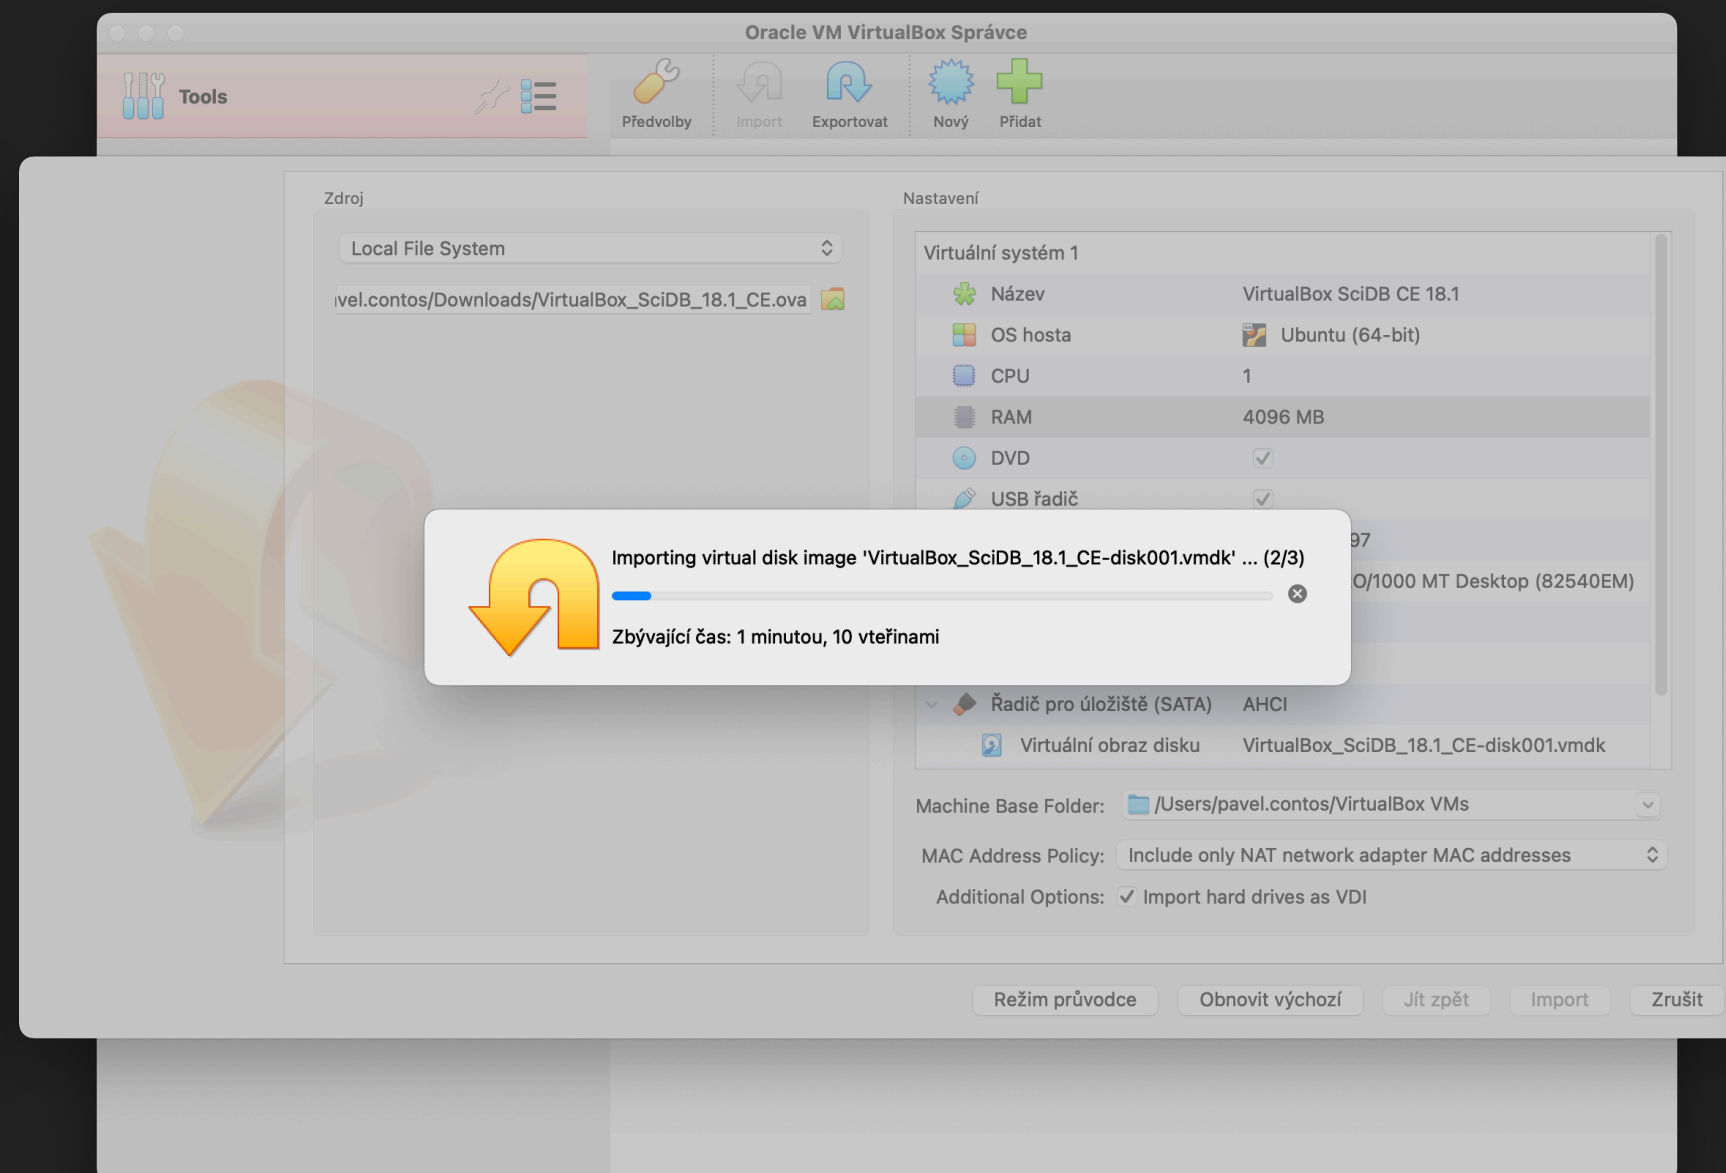 Oracle VM VirtualBox Správce
Tools
Předvolby
Import
Exportovat
Nový
Přidat
Zdroj
Local File System
vel.contos/Downloads/VirtualBox_SciDB_18.1_CE.ova
Nastavení
Virtuální systém 1
Název VirtualBox SciDB CE 18.1
OS hosta Ubuntu (64-bit)
CPU 1
RAM 4096 MB
DVD
USB řadič
97
O/1000 MT Desktop (82540EM)
Importing virtual disk image 'VirtualBox_SciDB_18.1_CE-disk001.vmdk' ... (2/3)
Zbývající čas: 1 minutou, 10 vteřinami
Řadič pro úložiště (SATA) AHCI
Virtuální obraz disku VirtualBox_SciDB_18.1_CE-disk001.vmdk
Machine Base Folder: /Users/pavel.contos/VirtualBox VMs
MAC Address Policy: Include only NAT network adapter MAC addresses
Additional Options: Import hard drives as VDI
Režim průvodce
Obnovit výchozí
Jít zpět
Import
Zrušit